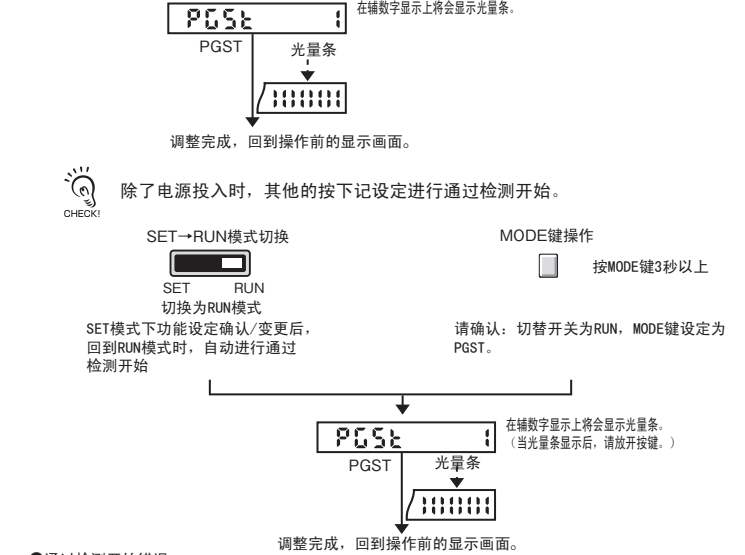 PGSt 1
在辅数字显示上将会显示光量条。
PGST
光量条
调整完成，回到操作前的显示画面。
CHECK!
除了电源投入时，其他的按下记设定进行通过检测开始。
SET→RUN模式切换
SET RUN
切换为RUN模式
SET模式下功能设定确认/变更后，
回到RUN模式时，自动进行通过
检测开始
MODE键操作
按MODE键3秒以上
请确认：切替开关为RUN，MODE键设定为
PGST。
PGSt 1
在辅数字显示上将会显示光量条。
（当光量条显示后，请放开按键。）
PGST
光量条
调整完成，回到操作前的显示画面。